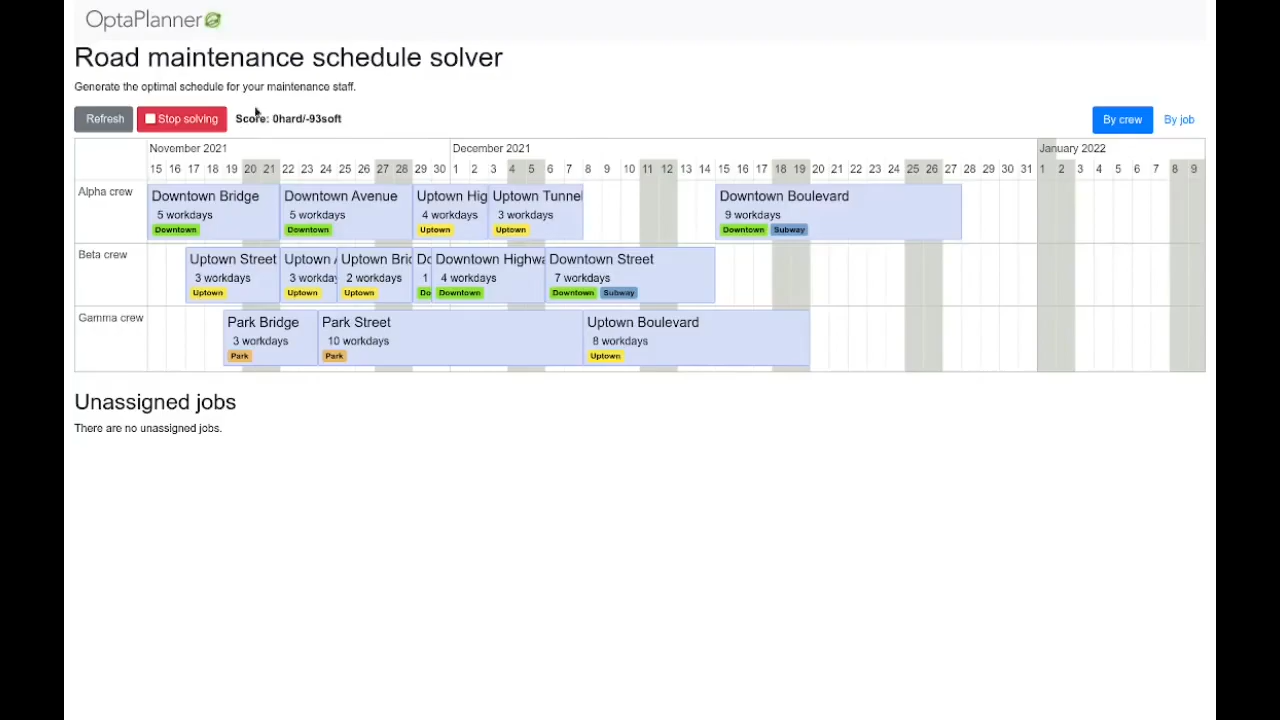 OptaPlanner
Road maintenance schedule solver
Generate the optimal schedule for your maintenance staff.
Refresh Stop solving Score: 0hard/-93soft By crew By job
November 2021 December 2021 January 2022
15 16 17 18 19 20 21 22 23 24 25 26 27 28 29 30 1 2 3 4 5 6 7 8 9 10 11 12 13 14 15 16 17 18 19 20 21 22 23 24 25 26 27 28 29 30 31 1 2 3 4 5 6 7 8 9
Alpha crew
Downtown Bridge Downtown Avenue Uptown Hig Uptown Tunnel Downtown Boulevard
5 workdays 5 workdays 4 workdays 3 workdays 9 workdays
Downtown Downtown Uptown Uptown Downtown Subway
Beta crew
Uptown Street Uptown Uptown Bric Dc Downtown Highwa Downtown Street
3 workdays 3 workday 2 workdays 1 4 workdays 7 workdays
Uptown Uptown Uptown Do Downtown Downtown Subway
Gamma crew
Park Bridge Park Street Uptown Boulevard
3 workdays 10 workdays 8 workdays
Park Park Uptown
Unassigned jobs
There are no unassigned jobs.